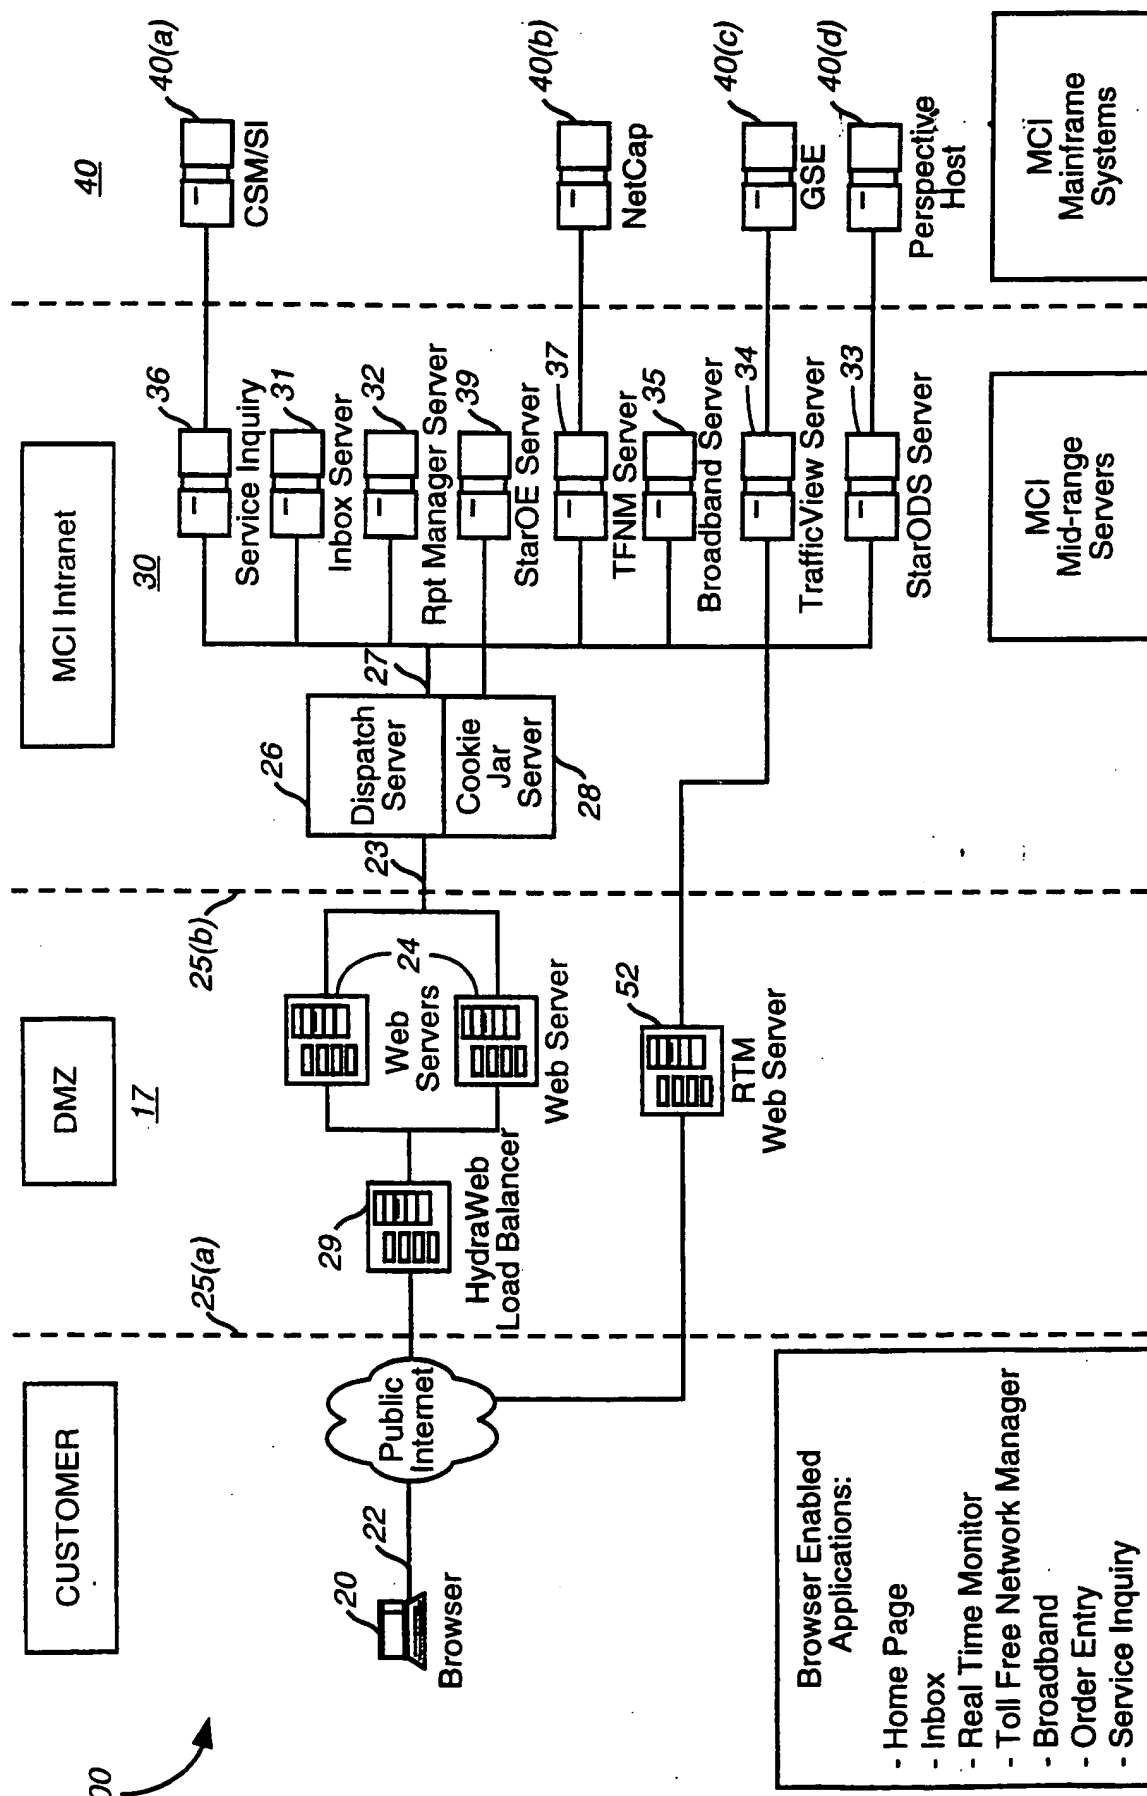 00
CUSTOMER
DMZ
17
MCI Intranet
30
40
25(a)
25(b)
20
22
Browser
Public
Internet
29
HydraWeb
Load Balancer
24
Web
Servers
Web Server
52
RTM
Web Server
23
26
Dispatch
Server
Cookie
Jar
Server
28
27
36
Service Inquiry
31
Inbox Server
32
Rpt Manager Server
39
StarOE Server
37
TFNM Server
35
Broadband Server
34
TrafficView Server
33
StarODS Server
40(a)
CSM/SI
40(b)
NetCap
40(c)
GSE
40(d)
Perspective
Host
Browser Enabled
Applications:
- Home Page
- Inbox
- Real Time Monitor
- Toll Free Network Manager
- Broadband
- Order Entry
- Service Inquiry
MCI
Mid-range
Servers
MCI
Mainframe
Systems